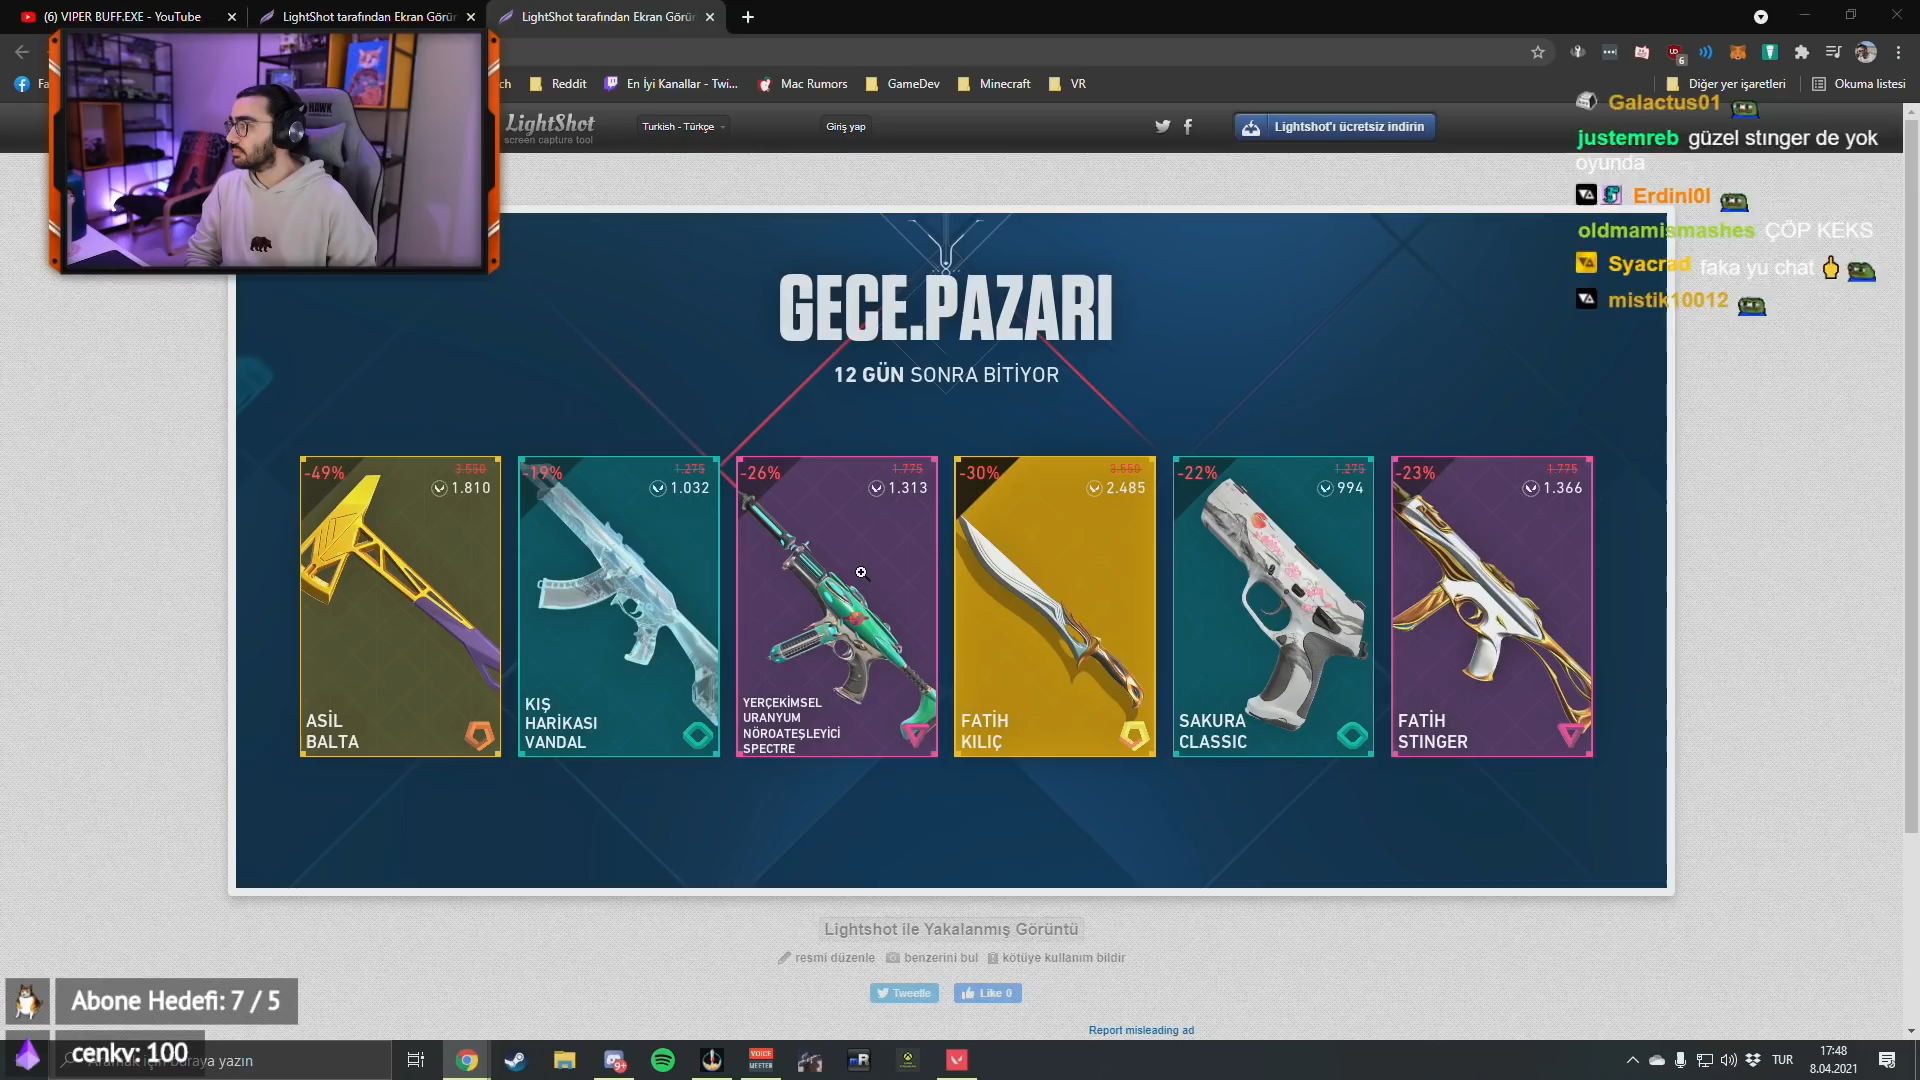 (6) VIPER BUFF.EXE - YouTube
LightShot tarafından Ekran Görür
LightShot tarafından Ekran Görür
Reddit
En İyi Kanallar – Twi...
Mac Rumors
GameDev
Minecraft
VR
Diğer yer işaretleri
Okuma listesi
LightShot
screen capture tool
Turkish - Türkçe
Giriş yap
Lightshot'ı ücretsiz indirin
HAWK
Galactus01
justemreb güzel stınger de yok
oyunda
Erdinl0l
oldmamismashes ÇÖP KEKS
Syacrad faka yu chat
mistik10012
GECE.PAZARI
12 GÜN SONRA BİTİYOR
-49%
3.550
1.810
ASİL
BALTA
-19%
1.275
1.032
KIŞ
HARİKASI
VANDAL
-26%
1.775
1.313
YERÇEKİMSEL
URANYUM
NÖROATEŞLEYİCİ
SPECTRE
-30%
3.550
2.485
FATİH
KILIÇ
-22%
1.275
994
SAKURA
CLASSIC
-23%
1.775
1.366
FATİH
STINGER
Lightshot ile Yakalanmış Görüntü
resmi düzenle
benzerini bul
kötüye kullanım bildir
Tweetle
Like 0
Report misleading ad
Abone Hedefi: 7 / 5
cenkv: 100
buraya yazın
VOICE
MEETER
TUR
17:48
8.04.2021